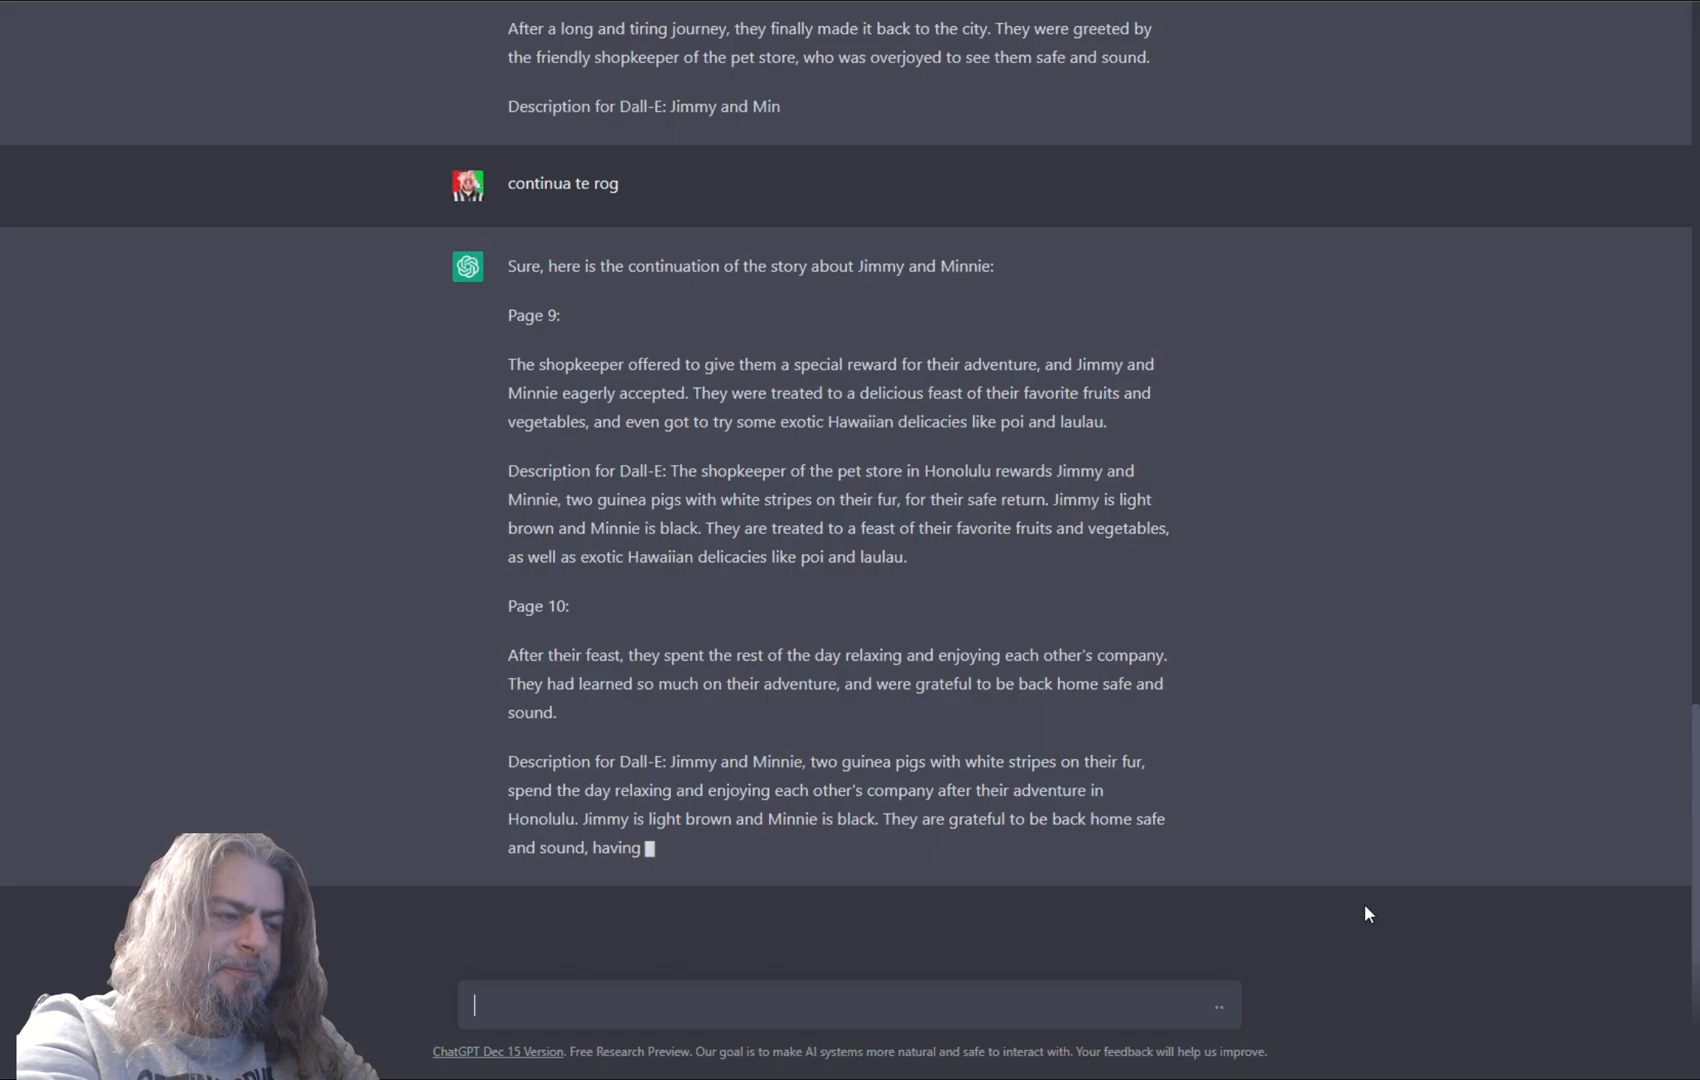 After a long and tiring journey, they finally made it back to the city. They were greeted by
the friendly shopkeeper of the pet store, who was overjoyed to see them safe and sound.
Description for Dall-E: Jimmy and Min
continua te rog
Sure, here is the continuation of the story about Jimmy and Minnie:
Page 9:
The shopkeeper offered to give them a special reward for their adventure, and Jimmy and
Minnie eagerly accepted. They were treated to a delicious feast of their favorite fruits and
vegetables, and even got to try some exotic Hawaiian delicacies like poi and laulau.
Description for Dall-E: The shopkeeper of the pet store in Honolulu rewards Jimmy and
Minnie, two guinea pigs with white stripes on their fur, for their safe return. Jimmy is light
brown and Minnie is black. They are treated to a feast of their favorite fruits and vegetables,
as well as exotic Hawaiian delicacies like poi and laulau.
Page 10:
After their feast, they spent the rest of the day relaxing and enjoying each other's company.
They had learned so much on their adventure, and were grateful to be back home safe and
sound.
Description for Dall-E: Jimmy and Minnie, two guinea pigs with white stripes on their fur,
spend the day relaxing and enjoying each other's company after their adventure in
Honolulu. Jimmy is light brown and Minnie is black. They are grateful to be back home safe
and sound, having
ChatGPT Dec 15 Version. Free Research Preview. Our goal is to make AI systems more natural and safe to interact with. Your feedback will help us improve.